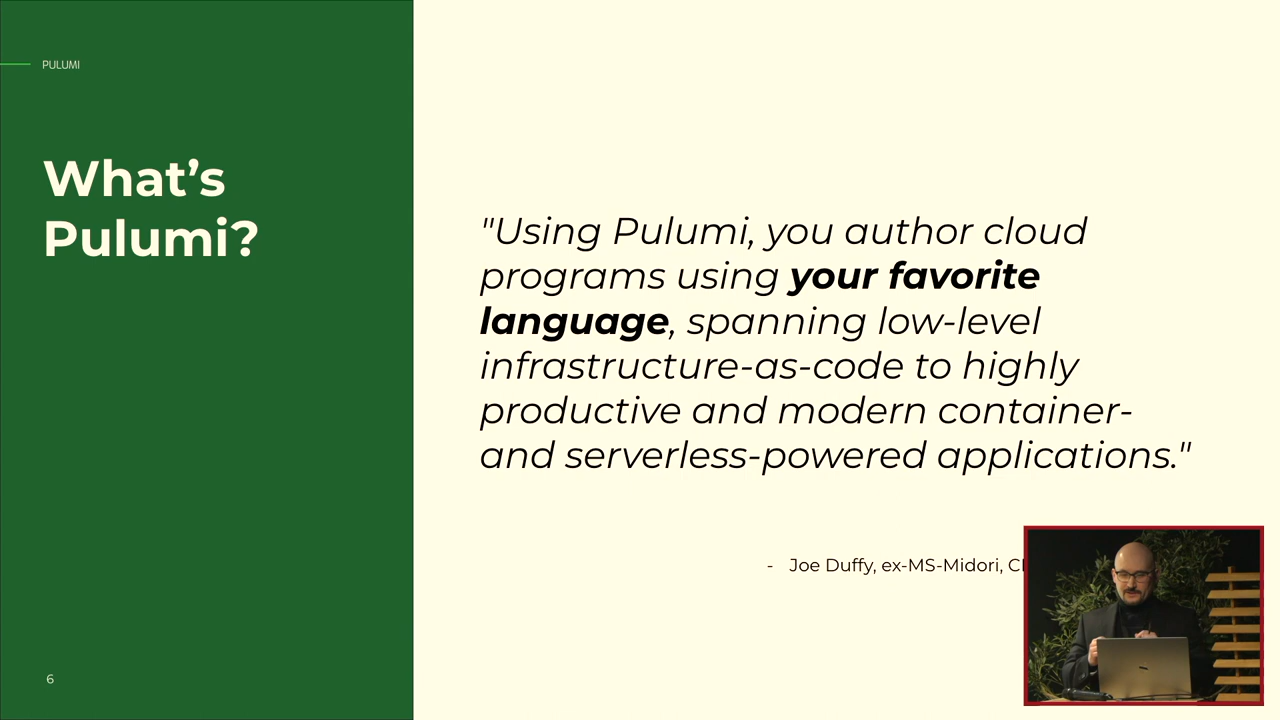 PULUMI
What’s
Pulumi?
"Using Pulumi, you author cloud
programs using your favorite
language, spanning low-level
infrastructure-as-code to highly
productive and modern container-
and serverless-powered applications."
- Joe Duffy, ex-MS-Midori,
6